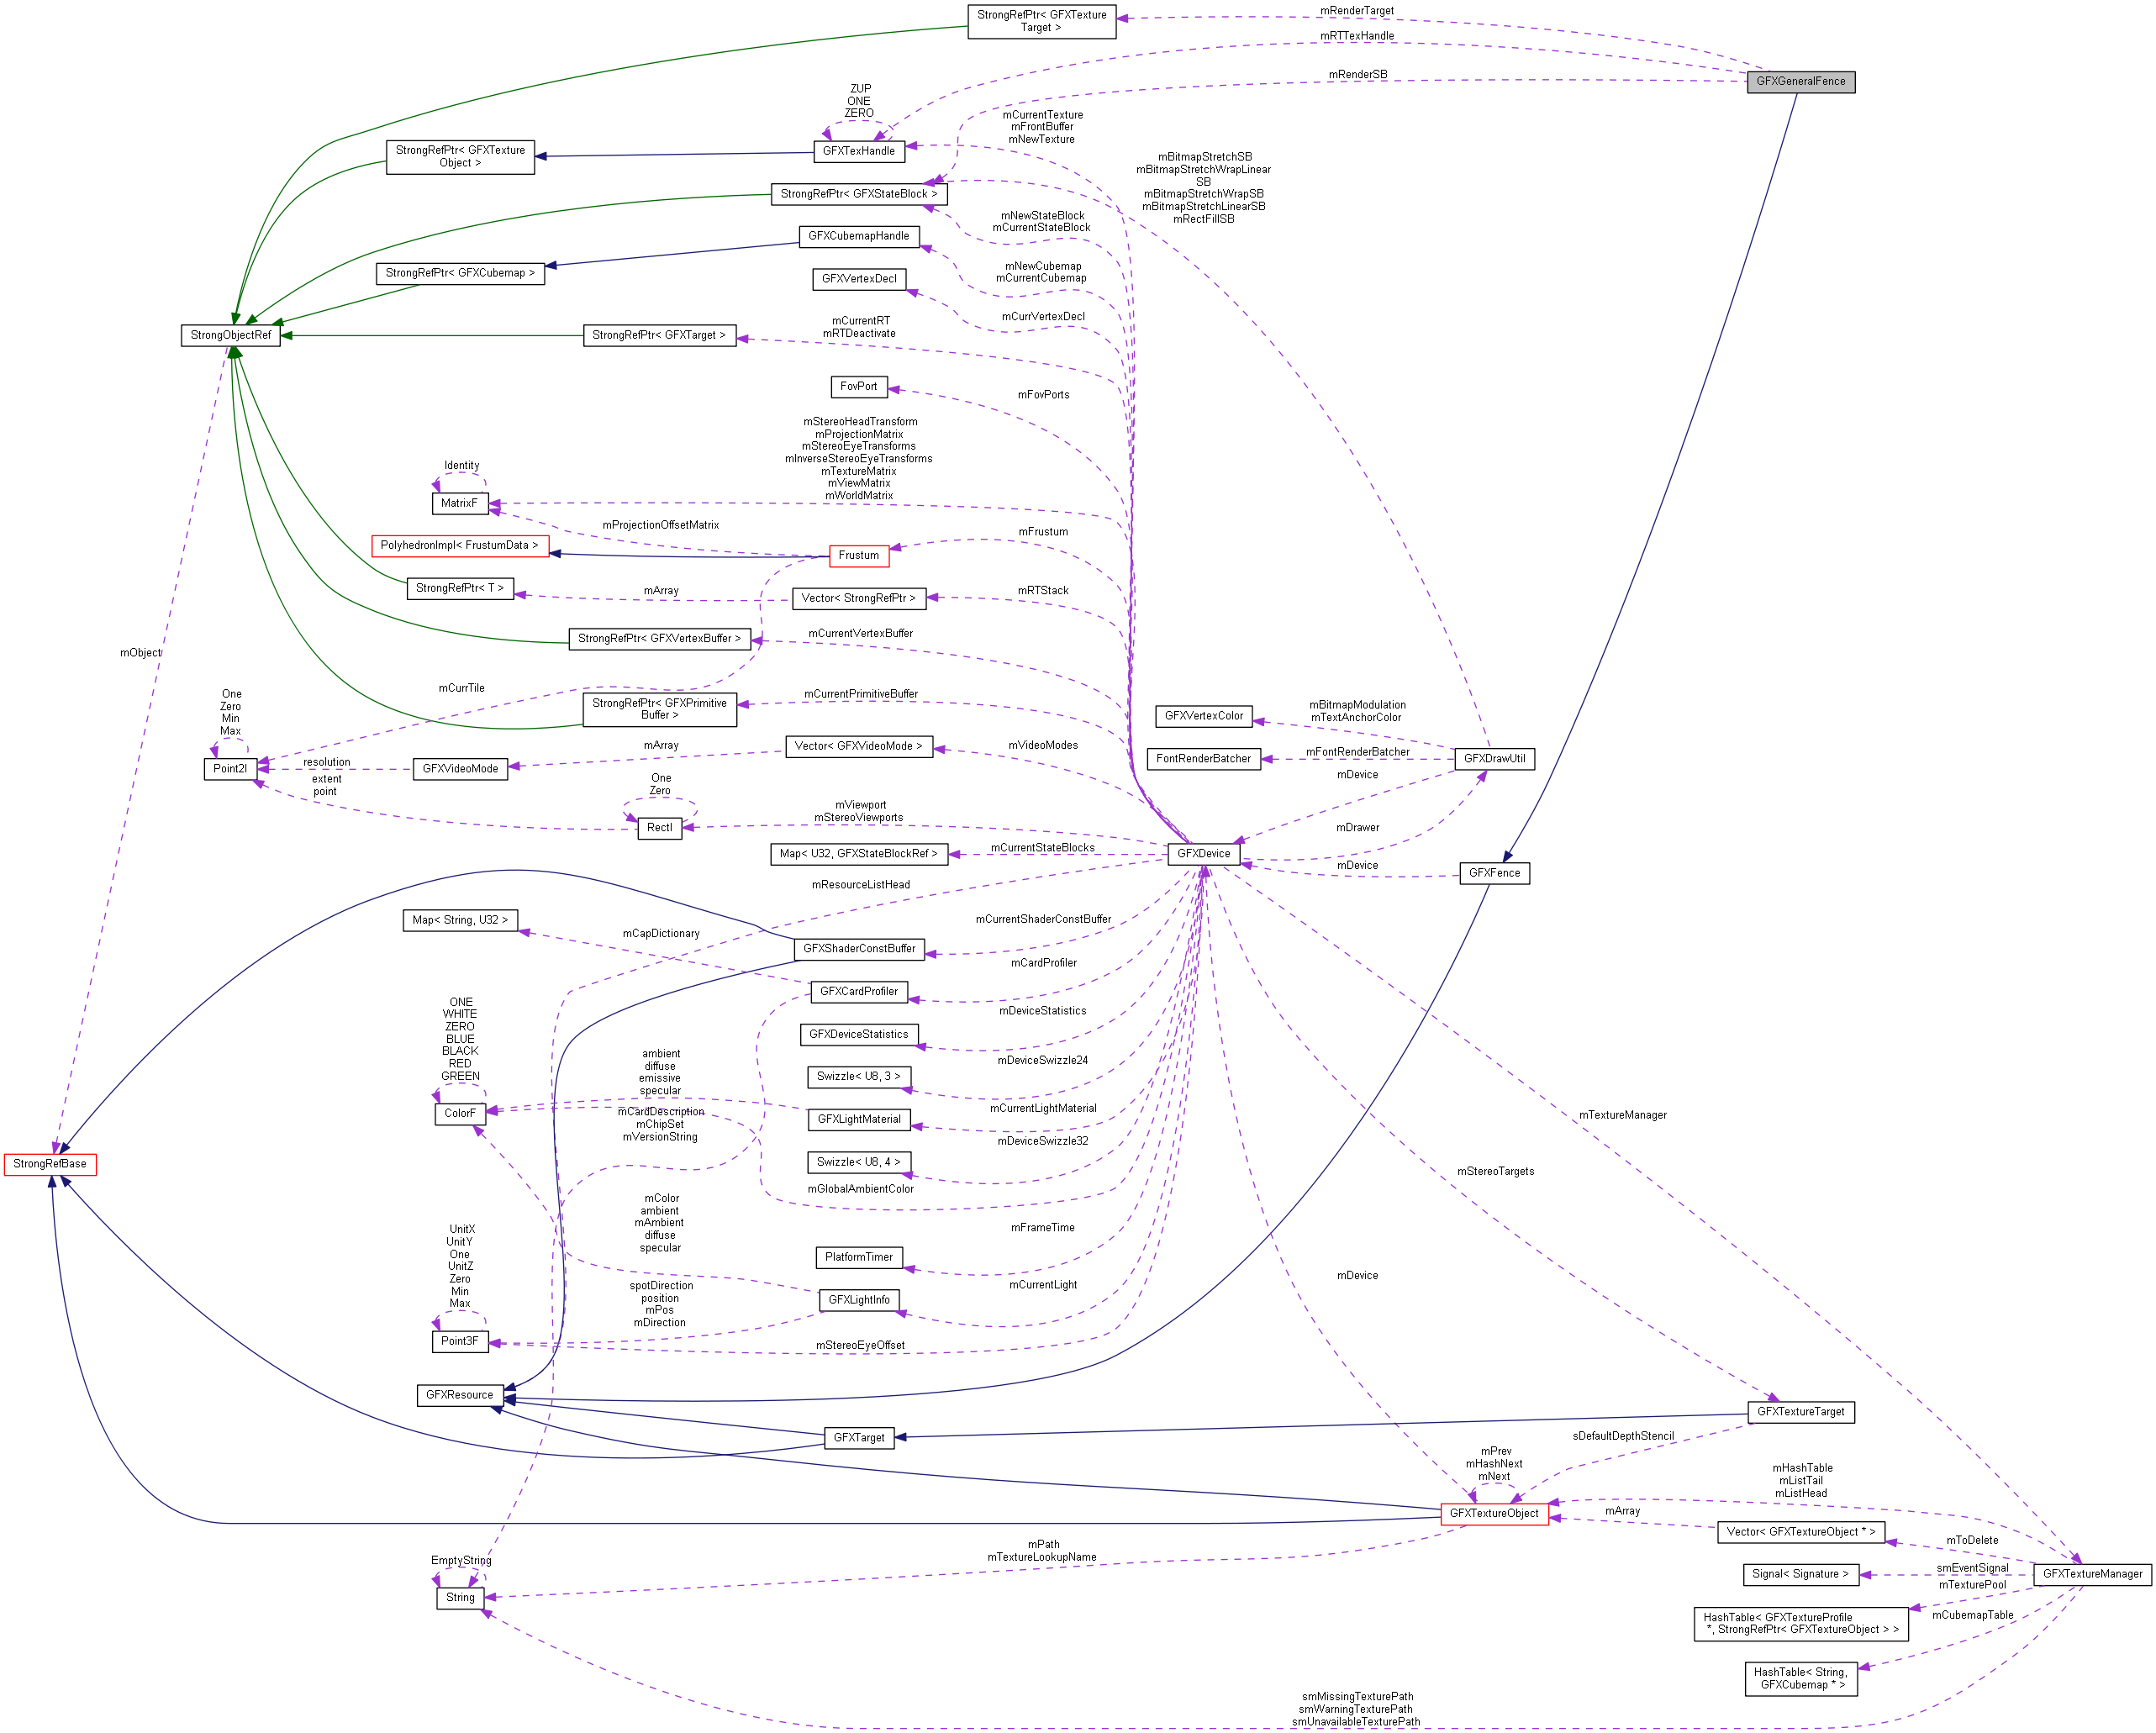 StrongRefPtr< GFXTexture
Target >
mRenderTarget
mRTTexHandle
mRenderSB
GFXGeneralFence
ZUP
ONE
ZERO
GFXTexHandle
mCurrentTexture
mFrontBuffer
mNewTexture
StrongRefPtr< GFXTexture
Object >
mBitmapStretchSB
mBitmapStretchWrapLinear
SB
mBitmapStretchWrapSB
mBitmapStretchLinearSB
mRectFillSB
StrongRefPtr< GFXStateBlock >
mNewStateBlock
mCurrentStateBlock
GFXCubemapHandle
StrongRefPtr< GFXCubemap >
GFXVertexDecl
mNewCubemap
mCurrentCubemap
mCurrVertexDecl
StrongObjectRef
StrongRefPtr< GFXTarget >
mCurrentRT
mRTDeactivate
FovPort
mFovPorts
mStereoHeadTransform
mProjectionMatrix
mStereoEyeTransforms
mInverseStereoEyeTransforms
mTextureMatrix
mViewMatrix
mWorldMatrix
Identity
MatrixF
mProjectionOffsetMatrix
PolyhedronImpl< FrustumData >
Frustum
mFrustum
StrongRefPtr< T >
mArray
Vector< StrongRefPtr >
mRTStack
StrongRefPtr< GFXVertexBuffer >
mCurrentVertexBuffer
mObject
mCurrTile
StrongRefPtr< GFXPrimitive
Buffer >
mCurrentPrimitiveBuffer
One
Zero
Min
Max
Point2I
resolution
extent
point
GFXVideoMode
mArray
Vector< GFXVideoMode >
mVideoModes
mBitmapModulation
mTextAnchorColor
GFXVertexColor
FontRenderBatcher
mFontRenderBatcher
GFXDrawUtil
mDevice
mDrawer
One
Zero
RectI
mViewport
mStereoViewports
Map< U32, GFXStateBlockRef >
mCurrentStateBlocks
GFXDevice
mDevice
GFXFence
mResourceListHead
Map< String, U32 >
mCapDictionary
GFXShaderConstBuffer
mCurrentShaderConstBuffer
GFXCardProfiler
mCardProfiler
GFXDeviceStatistics
mDeviceStatistics
ONE
WHITE
ZERO
BLUE
BLACK
RED
GREEN
ColorF
ambient
diffuse
emissive
specular
mCardDescription
mChipSet
mVersionString
Swizzle< U8, 3 >
mDeviceSwizzle24
GFXLightMaterial
mCurrentLightMaterial
Swizzle< U8, 4 >
mDeviceSwizzle32
mGlobalAmbientColor
mTextureManager
mStereoTargets
StrongRefBase
mColor
ambient
mAmbient
diffuse
specular
PlatformTimer
mFrameTime
UnitX
UnitY
One
UnitZ
Zero
Min
Max
Point3F
spotDirection
position
mPos
mDirection
GFXLightInfo
mCurrentLight
mStereoEyeOffset
mDevice
GFXResource
GFXTarget
GFXTextureTarget
sDefaultDepthStencil
mPrev
mHashNext
mNext
GFXTextureObject
mHashTable
mListTail
mListHead
mArray
Vector< GFXTextureObject * >
mToDelete
EmptyString
String
mPath
mTextureLookupName
Signal< Signature >
smEventSignal
GFXTextureManager
mTexturePool
HashTable< GFXTextureProfile
*, StrongRefPtr< GFXTextureObject > >
mCubemapTable
HashTable< String,
GFXCubemap * >
smMissingTexturePath
smWarningTexturePath
smUnavailableTexturePath